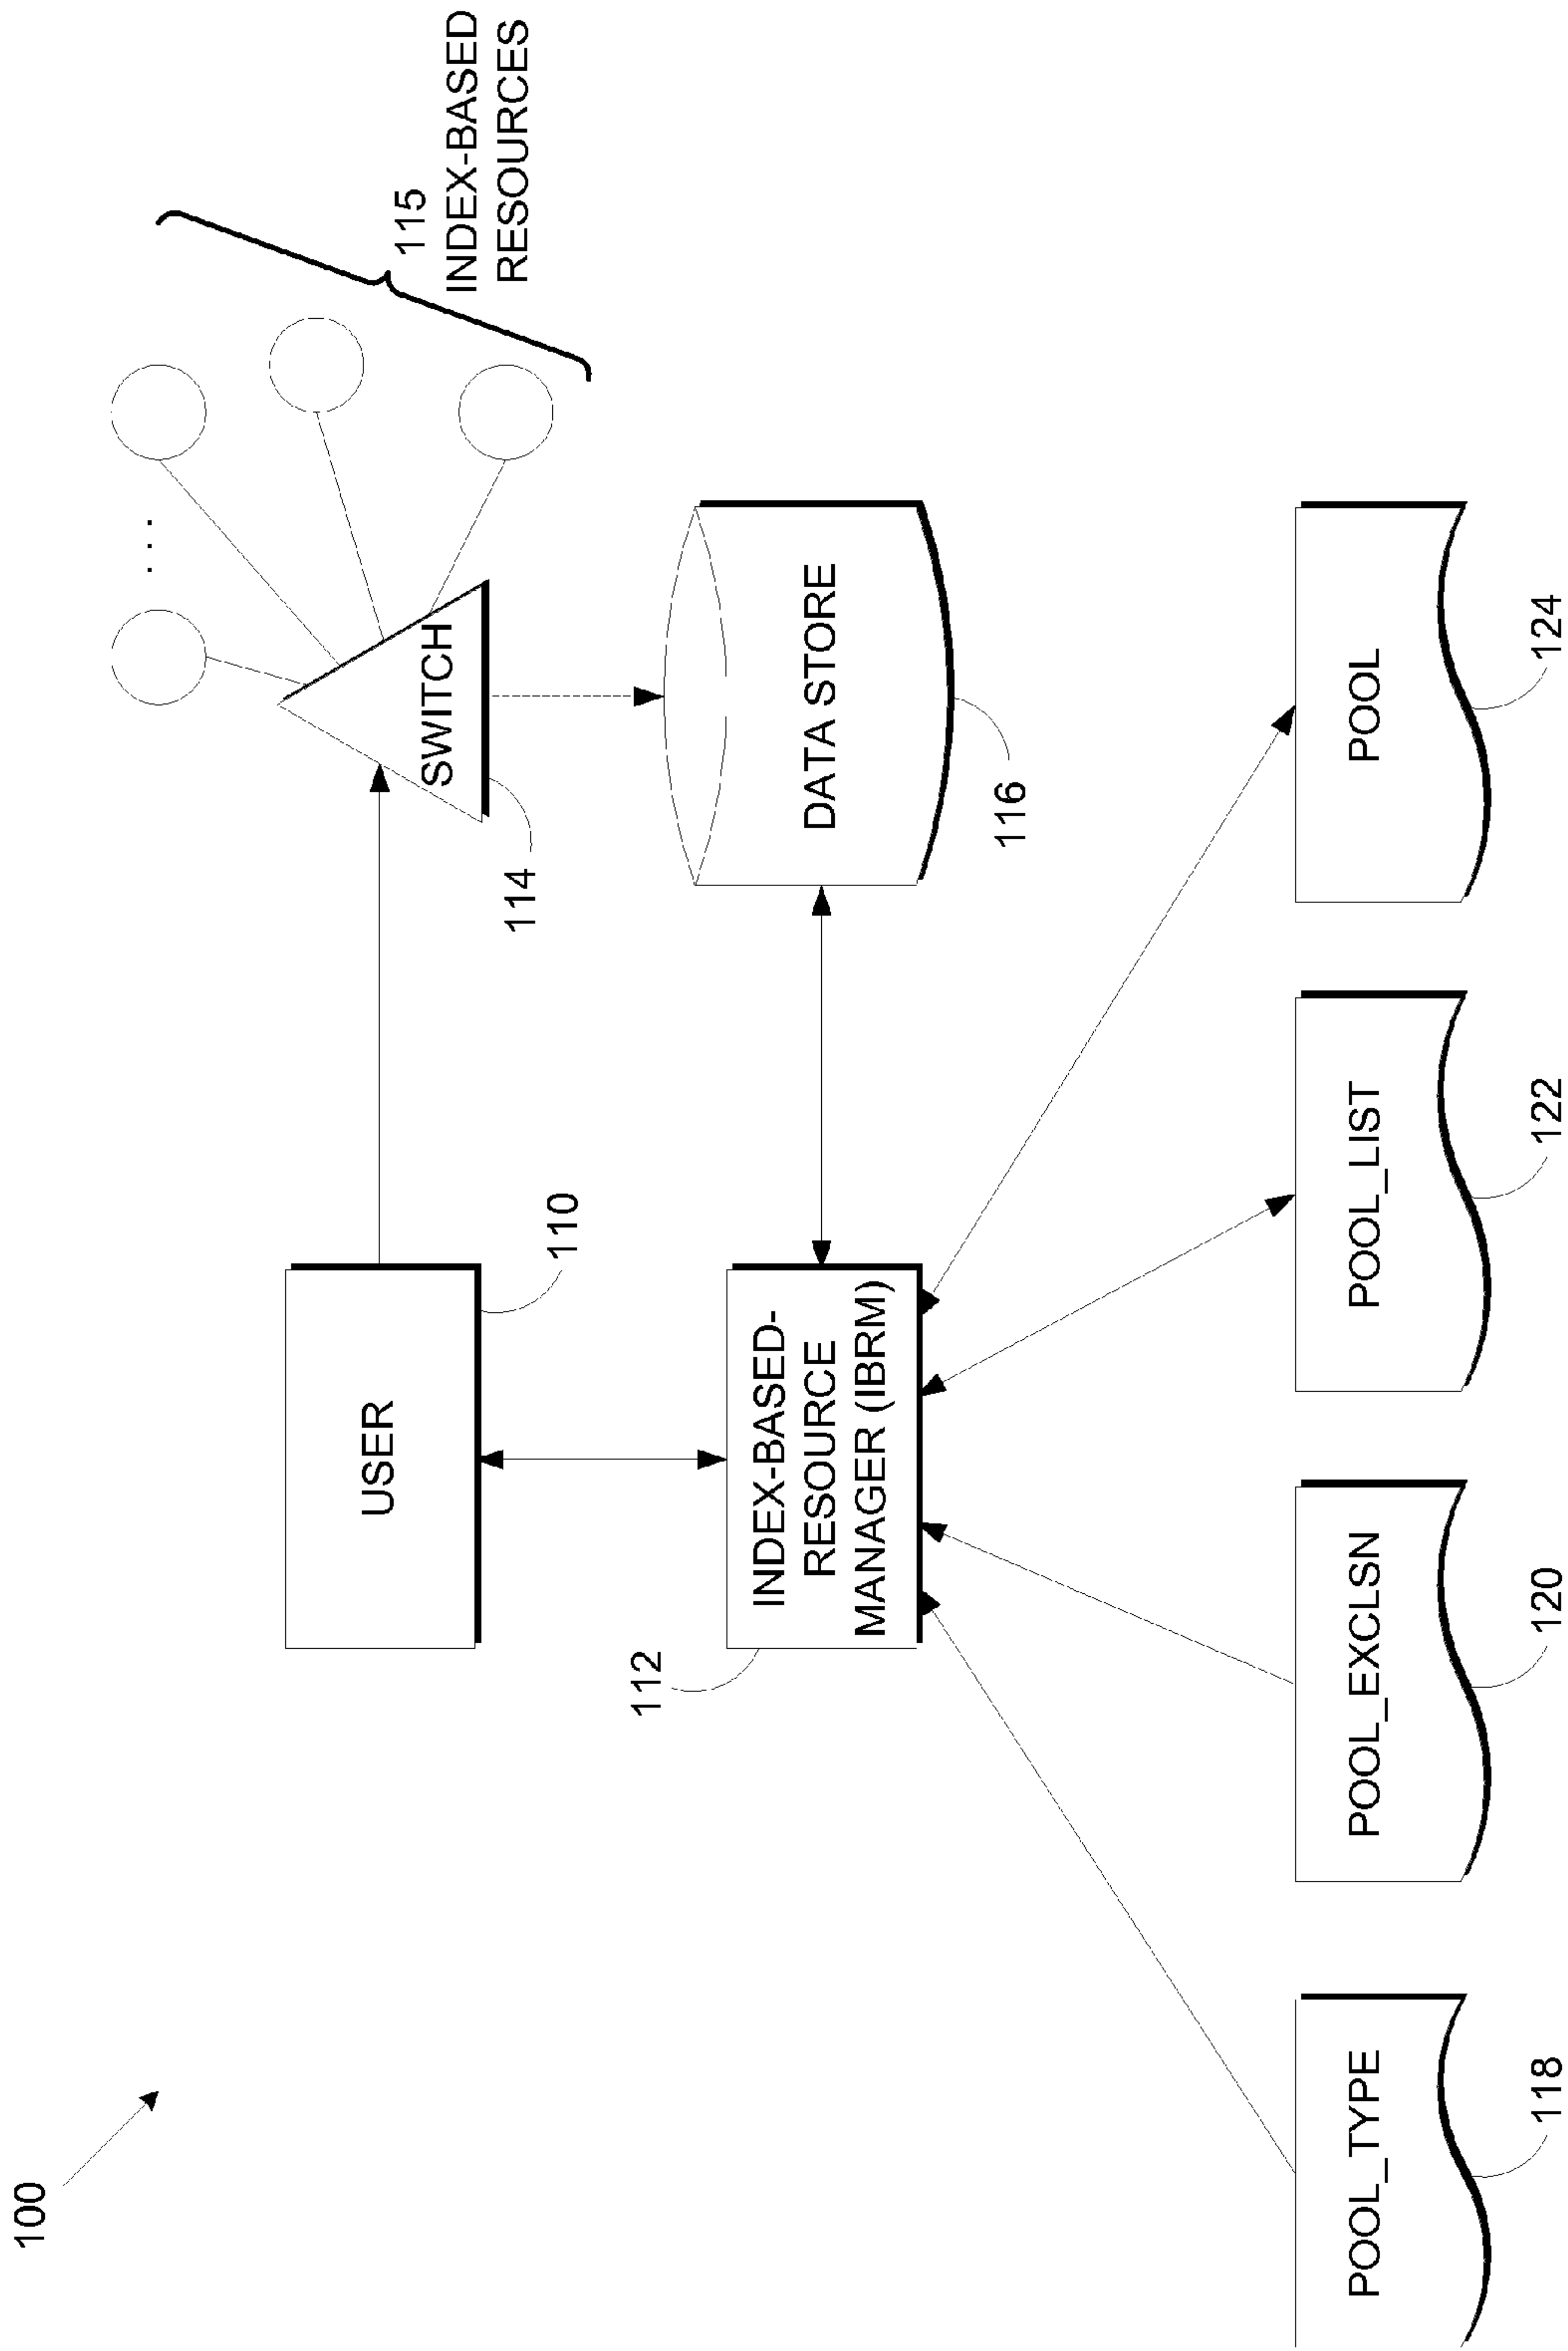 100
115
INDEX-BASED
RESOURCES
. . .
USER
110
SWITCH
114
INDEX-BASED-
RESOURCE
MANAGER (IBRM)
112
DATA STORE
116
POOL_TYPE
118
POOL_EXCLSN
120
POOL_LIST
122
POOL
124